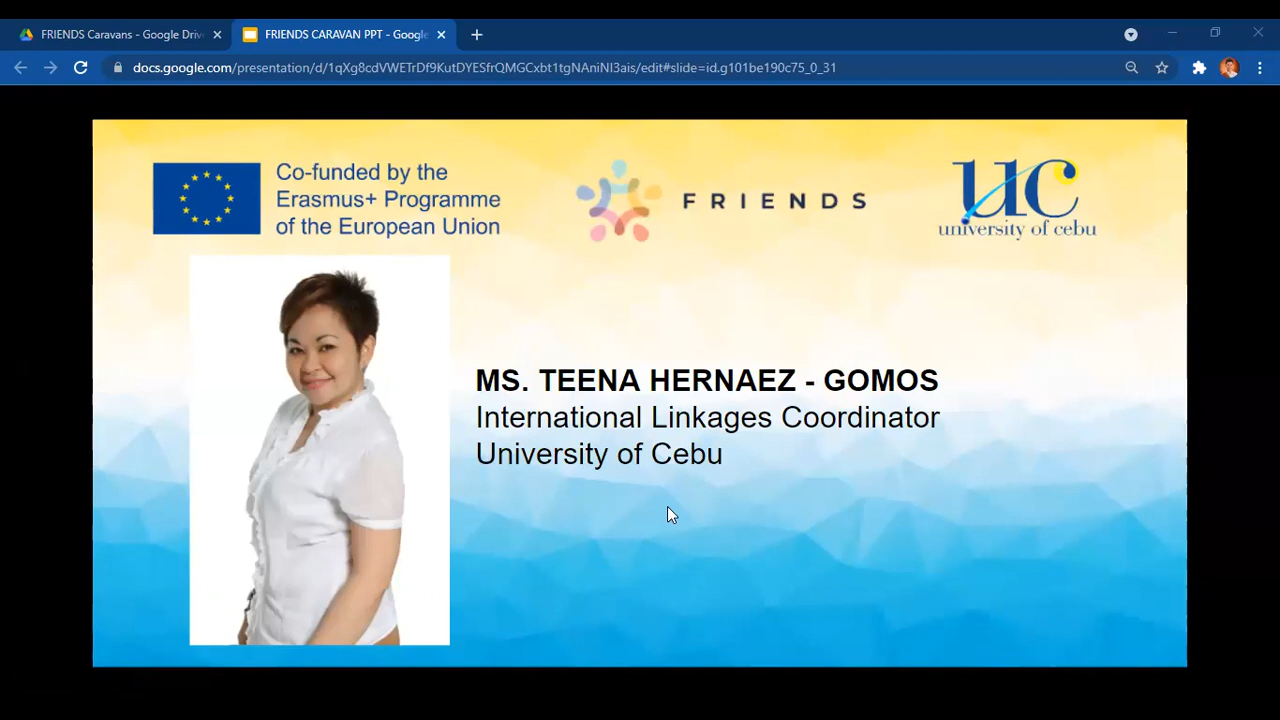 FRIENDS Caravans - Google Driv
FRIENDS CARAVAN PPT - Google
docs.google.com/presentation/d/1qXg8cdVWETrDf9KutDYESfrQMGCxbt1tgNAniNl3ais/edit#slide=id.g101be190c75_0_31
Co-funded by the
Erasmus+ Programme
of the European Union
FRIENDS
uc
university of cebu
MS. TEENA HERNAEZ - GOMOS
International Linkages Coordinator
University of Cebu